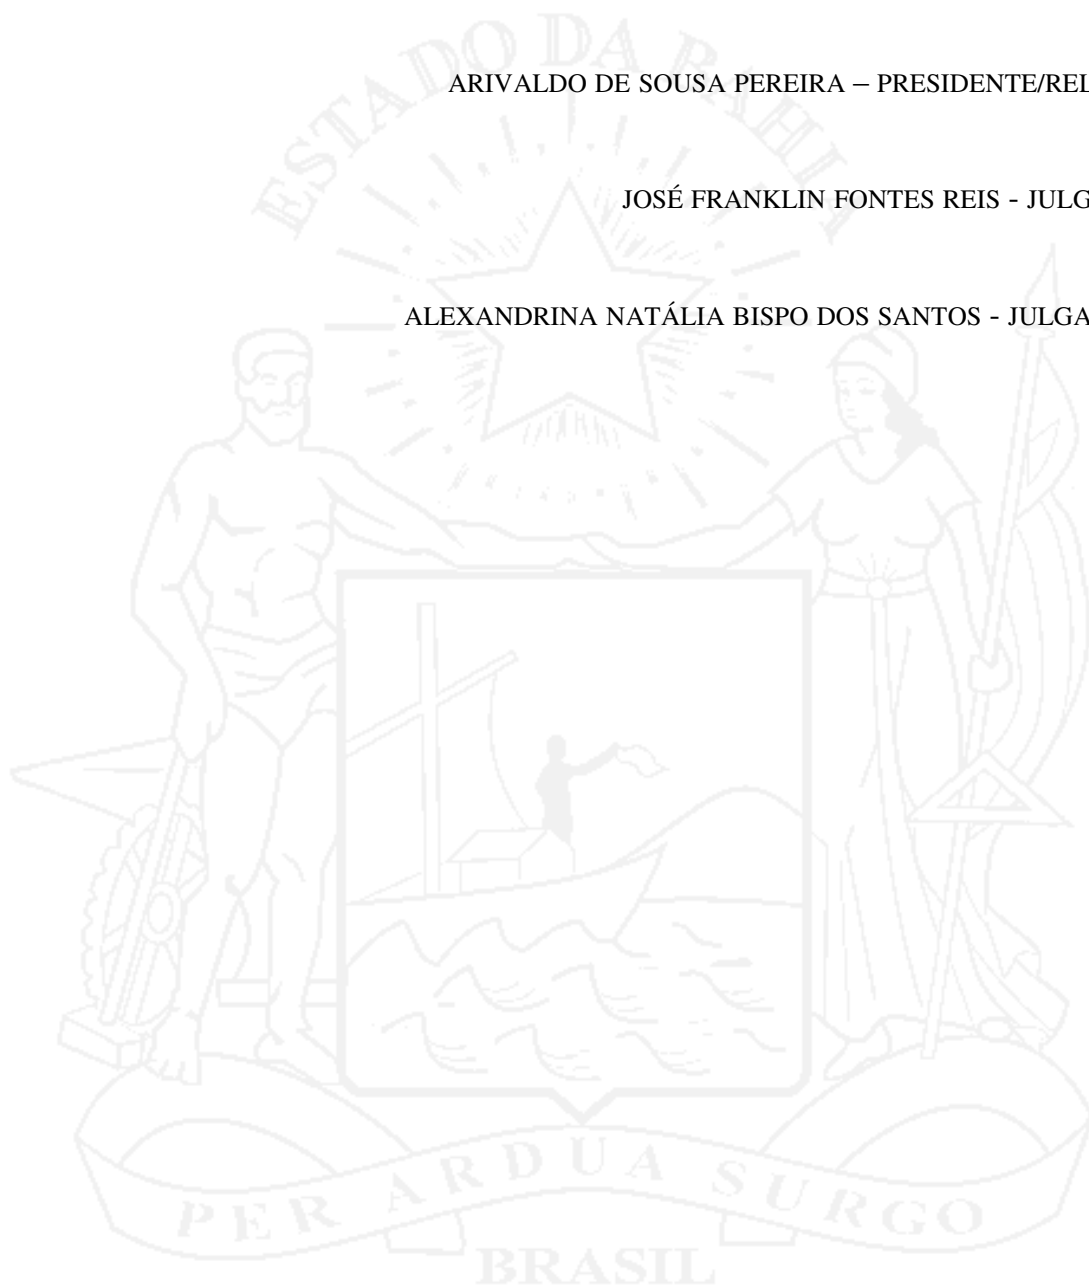 ESTADO DA BAHIA
ARIVALDO DE SOUSA PEREIRA – PRESIDENTE/REL
JOSÉ FRANKLIN FONTES REIS - JULG
ALEXANDRINA NATÁLIA BISPO DOS SANTOS - JULGA
PER ARDUA SURGO
BRASIL